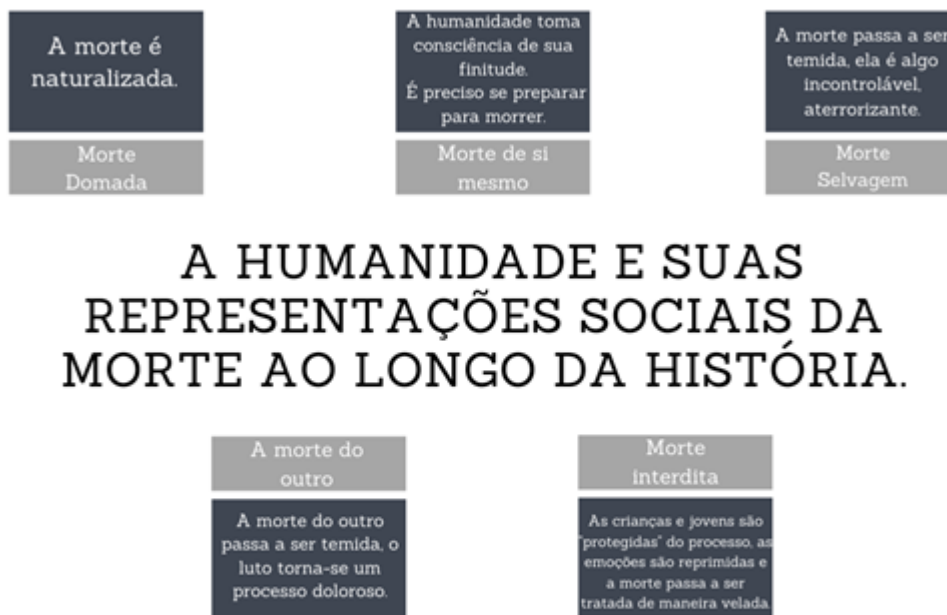 A morte é
naturalizada.
Morte
Domada
A humanidade toma
consciência de sua
finitude.
É preciso se preparar
para morrer.
Morte de si
mesmo
A morte passa a ser
temida, ela é algo
incontrolável,
aterrorizante.
Morte
Selvagem
A HUMANIDADE E SUAS
REPRESENTAÇÕES SOCIAIS DA
MORTE AO LONGO DA HISTÓRIA.
A morte do
outro
A morte do outro
passa a ser temida, o
luto torna-se um
processo doloroso.
Morte
interdita
As crianças e jovens são
"protegidas" do processo, as
emoções são reprimidas e
a morte passa a ser
tratada de maneira velada.